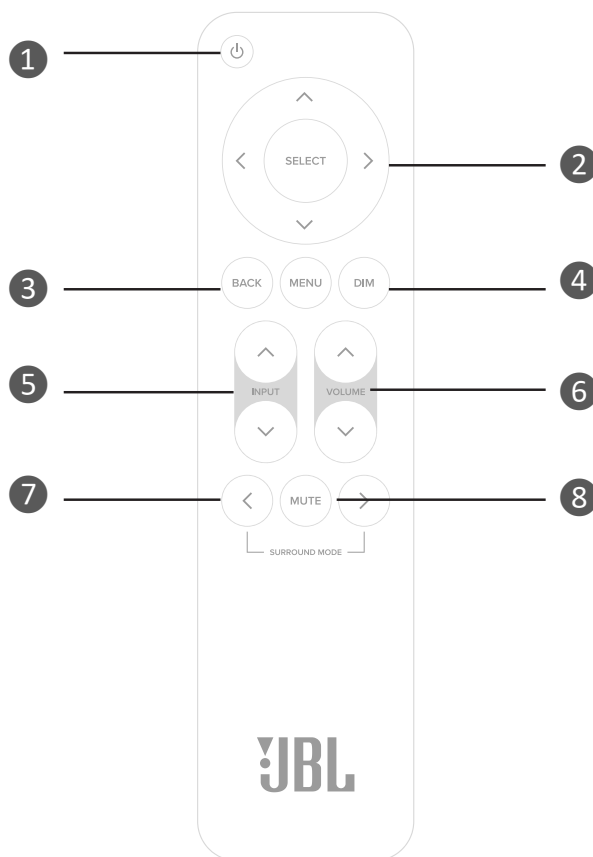 1
SELECT
2
BACK MENU DIM
3
4
INPUT VOLUME
5
6
7
MUTE
8
SURROUND MODE
JBL